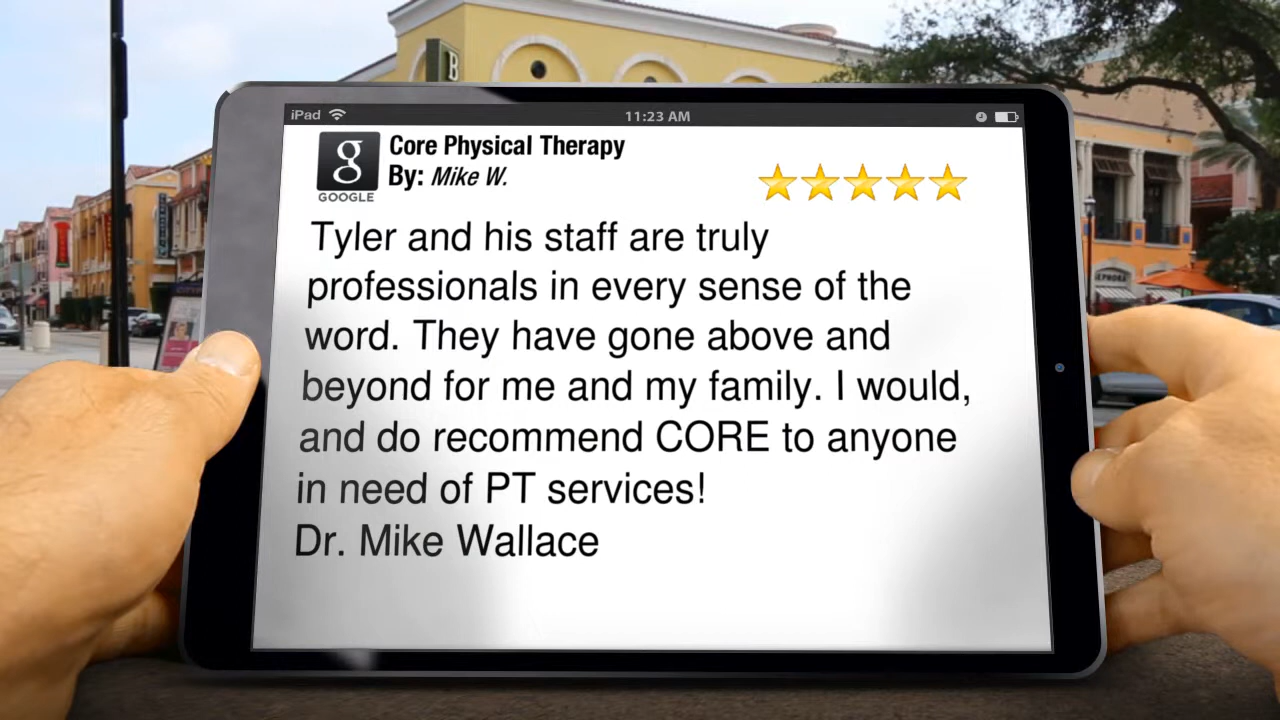 B
iPad
11:23 AM
g
GOOGLE
Core Physical Therapy
By: Mike W.
Tyler and his staff are truly
professionals in every sense of the
word. They have gone above and
beyond for me and my family. I would,
and do recommend CORE to anyone
in need of PT services!
Dr. Mike Wallace
SEPHORA